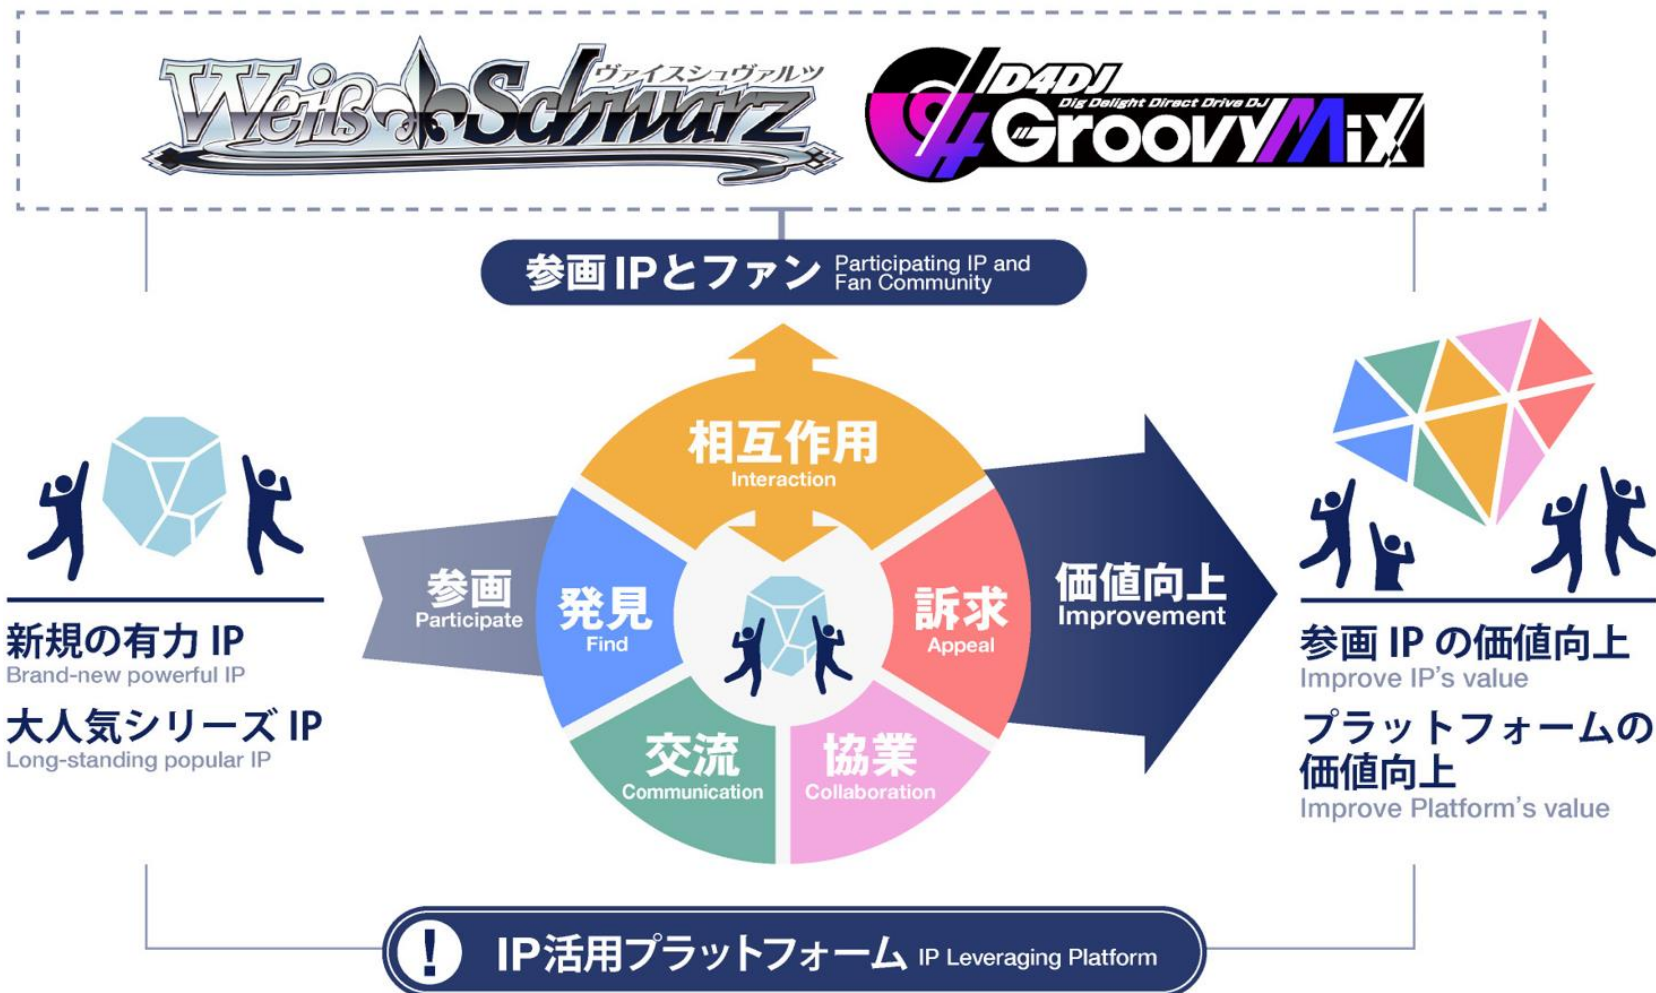 Weiß Schwarz
ヴァイスシュヴァルツ
D4DJ
Dig Delight Direct Drive DJ
Groovy Mix
参画 IPとファン
Participating IP and
Fan Community
相互作用
Interaction
参画
Participate
発見
Find
訴求
Appeal
価値向上
Improvement
交流
Communication
協業
Collaboration
新規の有力 IP
Brand-new powerful IP
大人気シリーズ IP
Long-standing popular IP
参画 IP の価値向上
Improve IP's value
プラットフォームの
価値向上
Improve Platform's value
! IP活用プラットフォーム IP Leveraging Platform